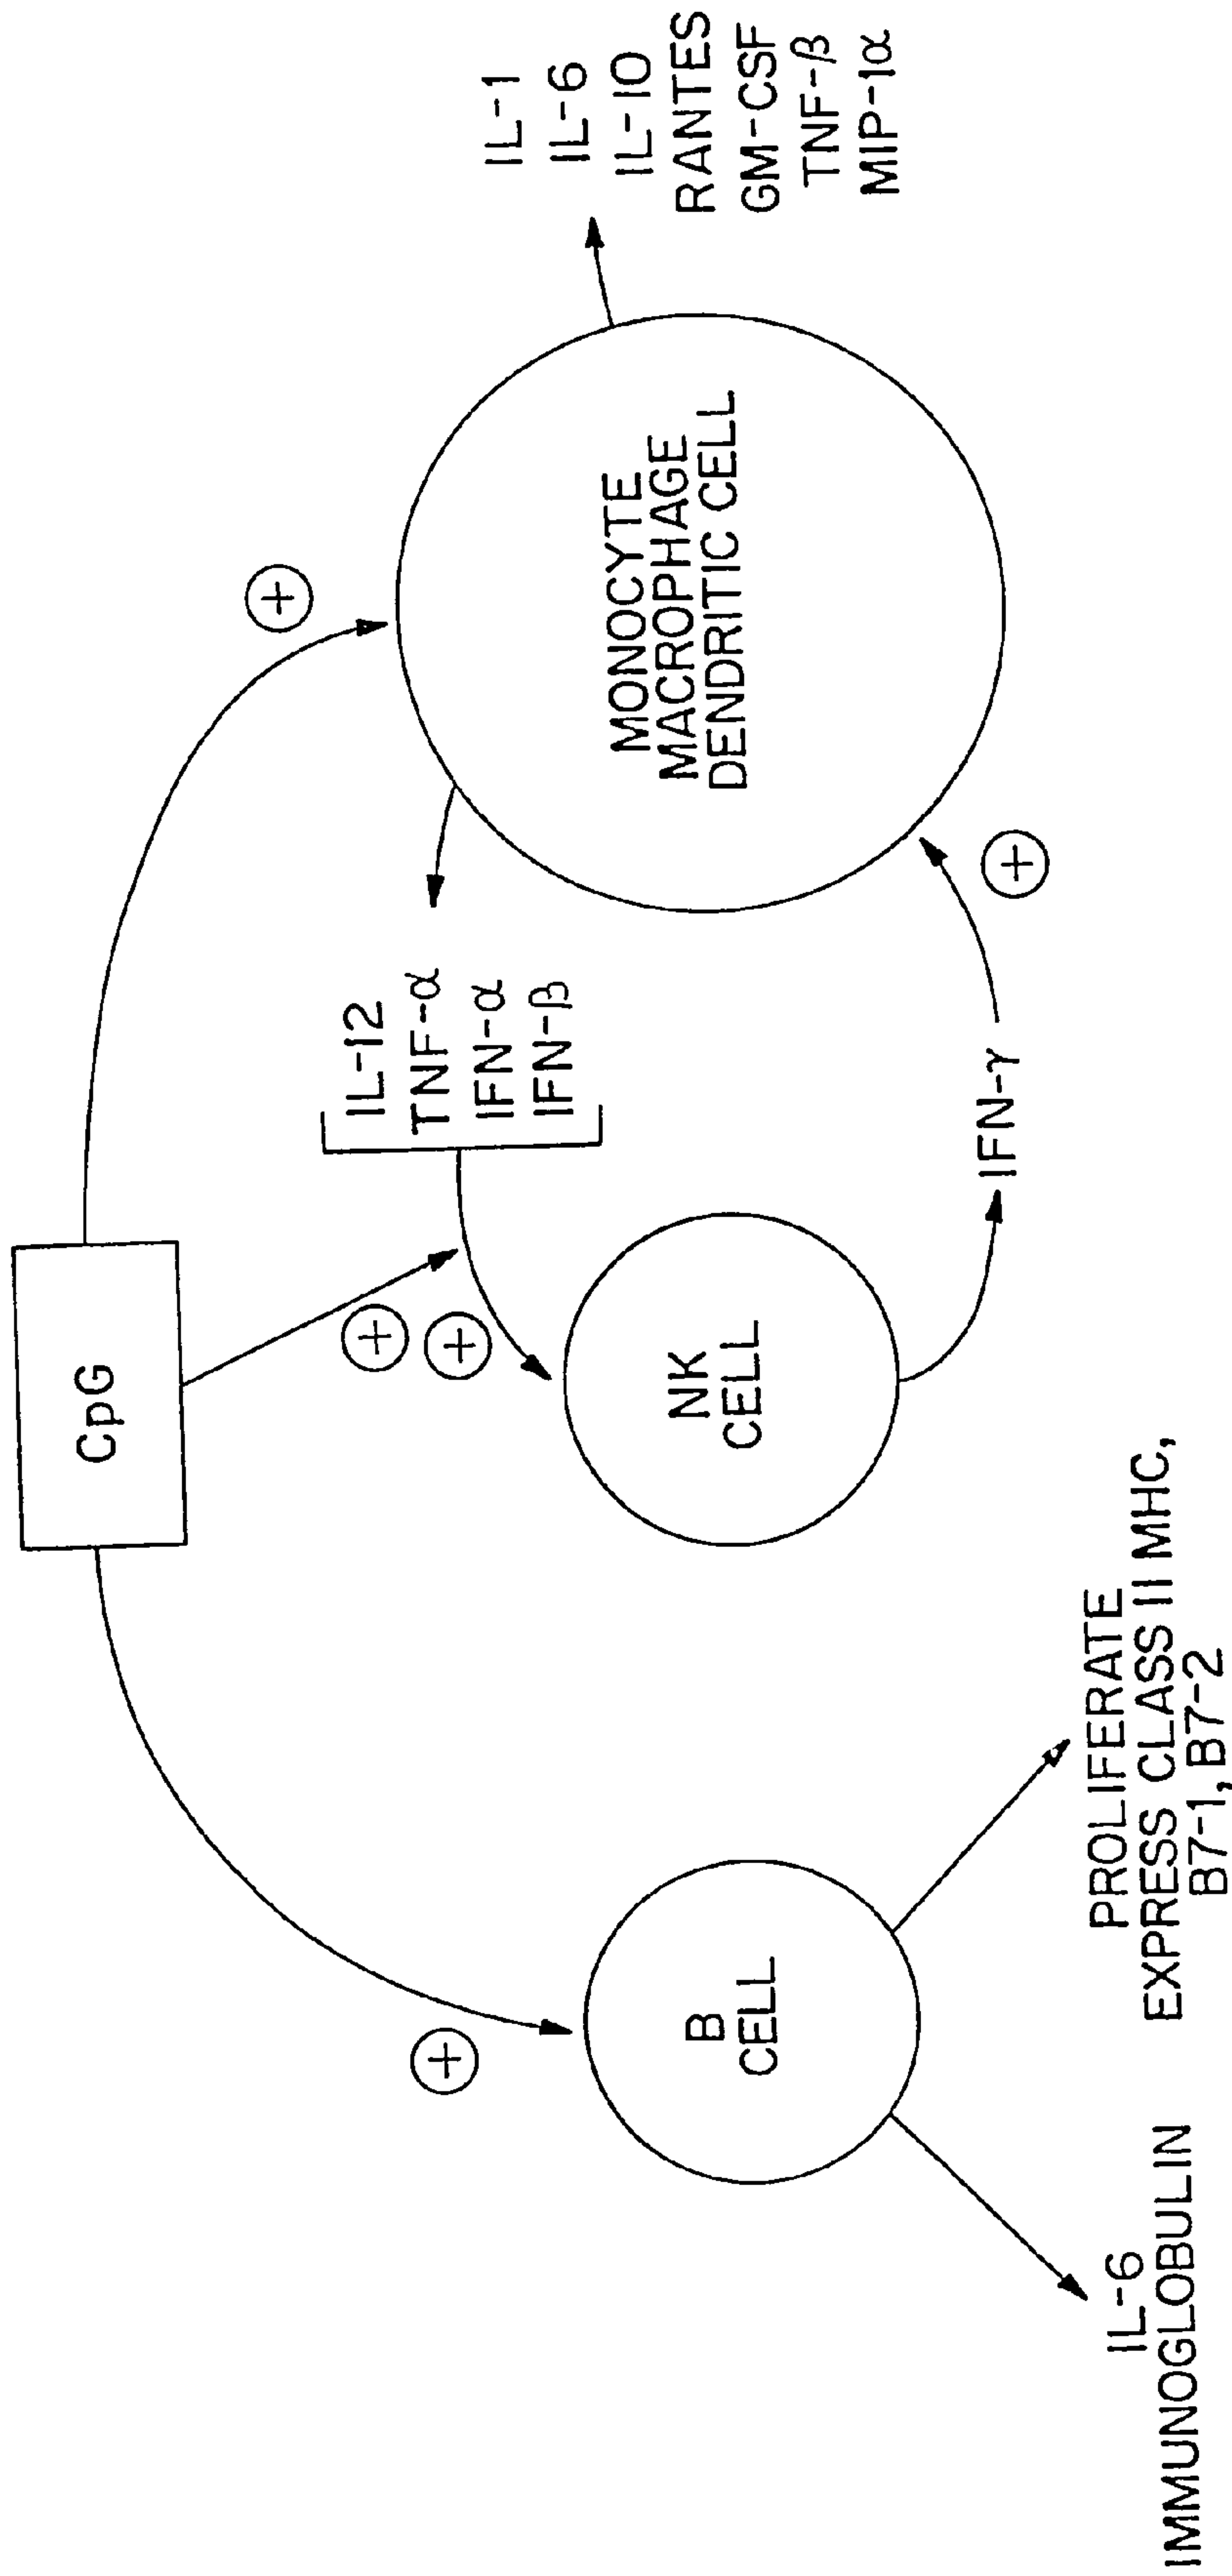 CpG
IL-12
TNF-α
IFN-α
IFN-β
IL-1
IL-6
IL-10
RANTES
GM-CSF
TNF-β
MIP-1α
MONOCYTE
MACROPHAGE
DENDRITIC CELL
NK
CELL
B
CELL
IFN-γ
IL-6
IMMUNOGLOBULIN
PROLIFERATE
EXPRESS CLASS II MHC,
B7-1, B7-2
+
+
+
+
+